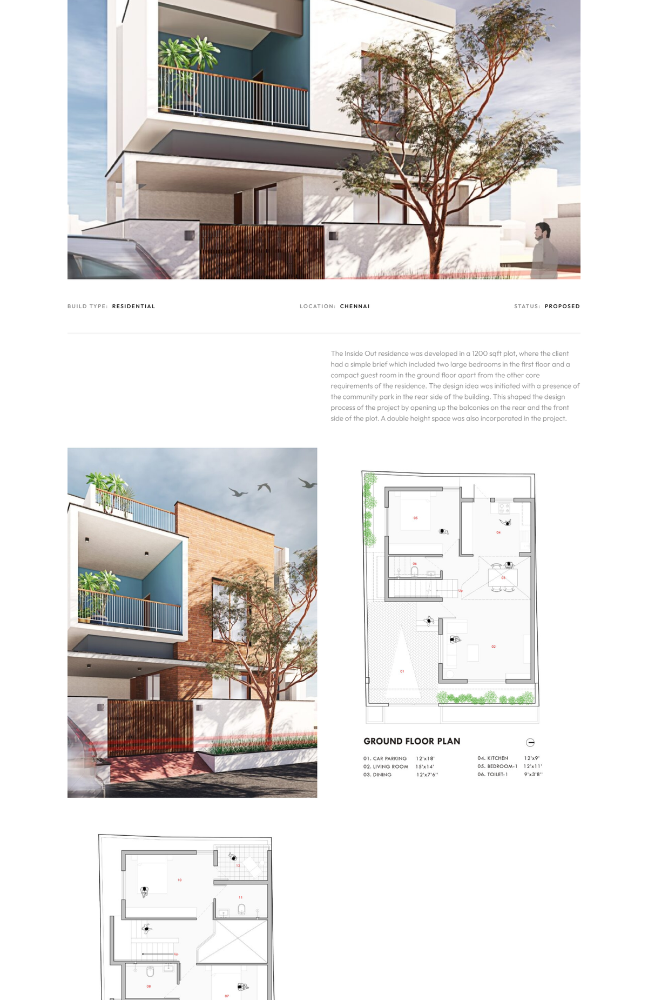 BUILD TYPE: RESIDENTIAL
LOCATION: CHENNAI
STATUS: PROPOSED
The Inside Out residence was developed in a 1200 sqft plot, where the client
had a simple brief which included two large bedrooms in the first floor and a
compact guest room in the ground floor apart from the other core
requirements of the residence. The design idea was initiated with a presence of
the community park in the rear side of the building. This shaped the design
process of the project by opening up the balconies on the rear and the front
side of the plot. A double height space was also incorporated in the project.
05
04
06
03
Up
02
01
GROUND FLOOR PLAN
01. CAR PARKING 12'x18'
02. LIVING ROOM 15'x14'
03. DINING 12'x7'6''
04. KITCHEN 12'x9'
05. BEDROOM-1 12'x11'
06. TOILET-1 9'x3'8''
12
10
11
Up
08
07